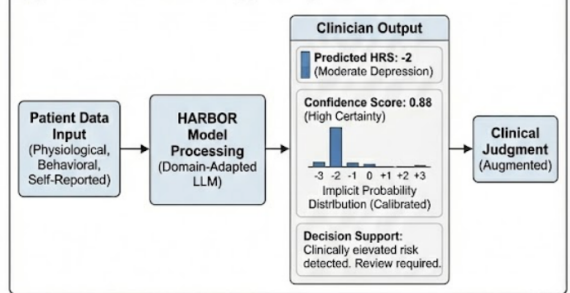 Patient Data
Input
(Physiological,
Behavioral,
Self-Reported)
HARBOR
Model
Processing
(Domain-Adapted
LLM)
Clinician Output
Predicted HRS: -2
(Moderate Depression)
Confidence Score: 0.88
(High Certainty)
-3 -2 -1 0 +1 +2 +3
Implicit Probability
Distribution (Calibrated)
Decision Support:
Clinically elevated risk
detected. Review required.
Clinical
Judgment
(Augmented)